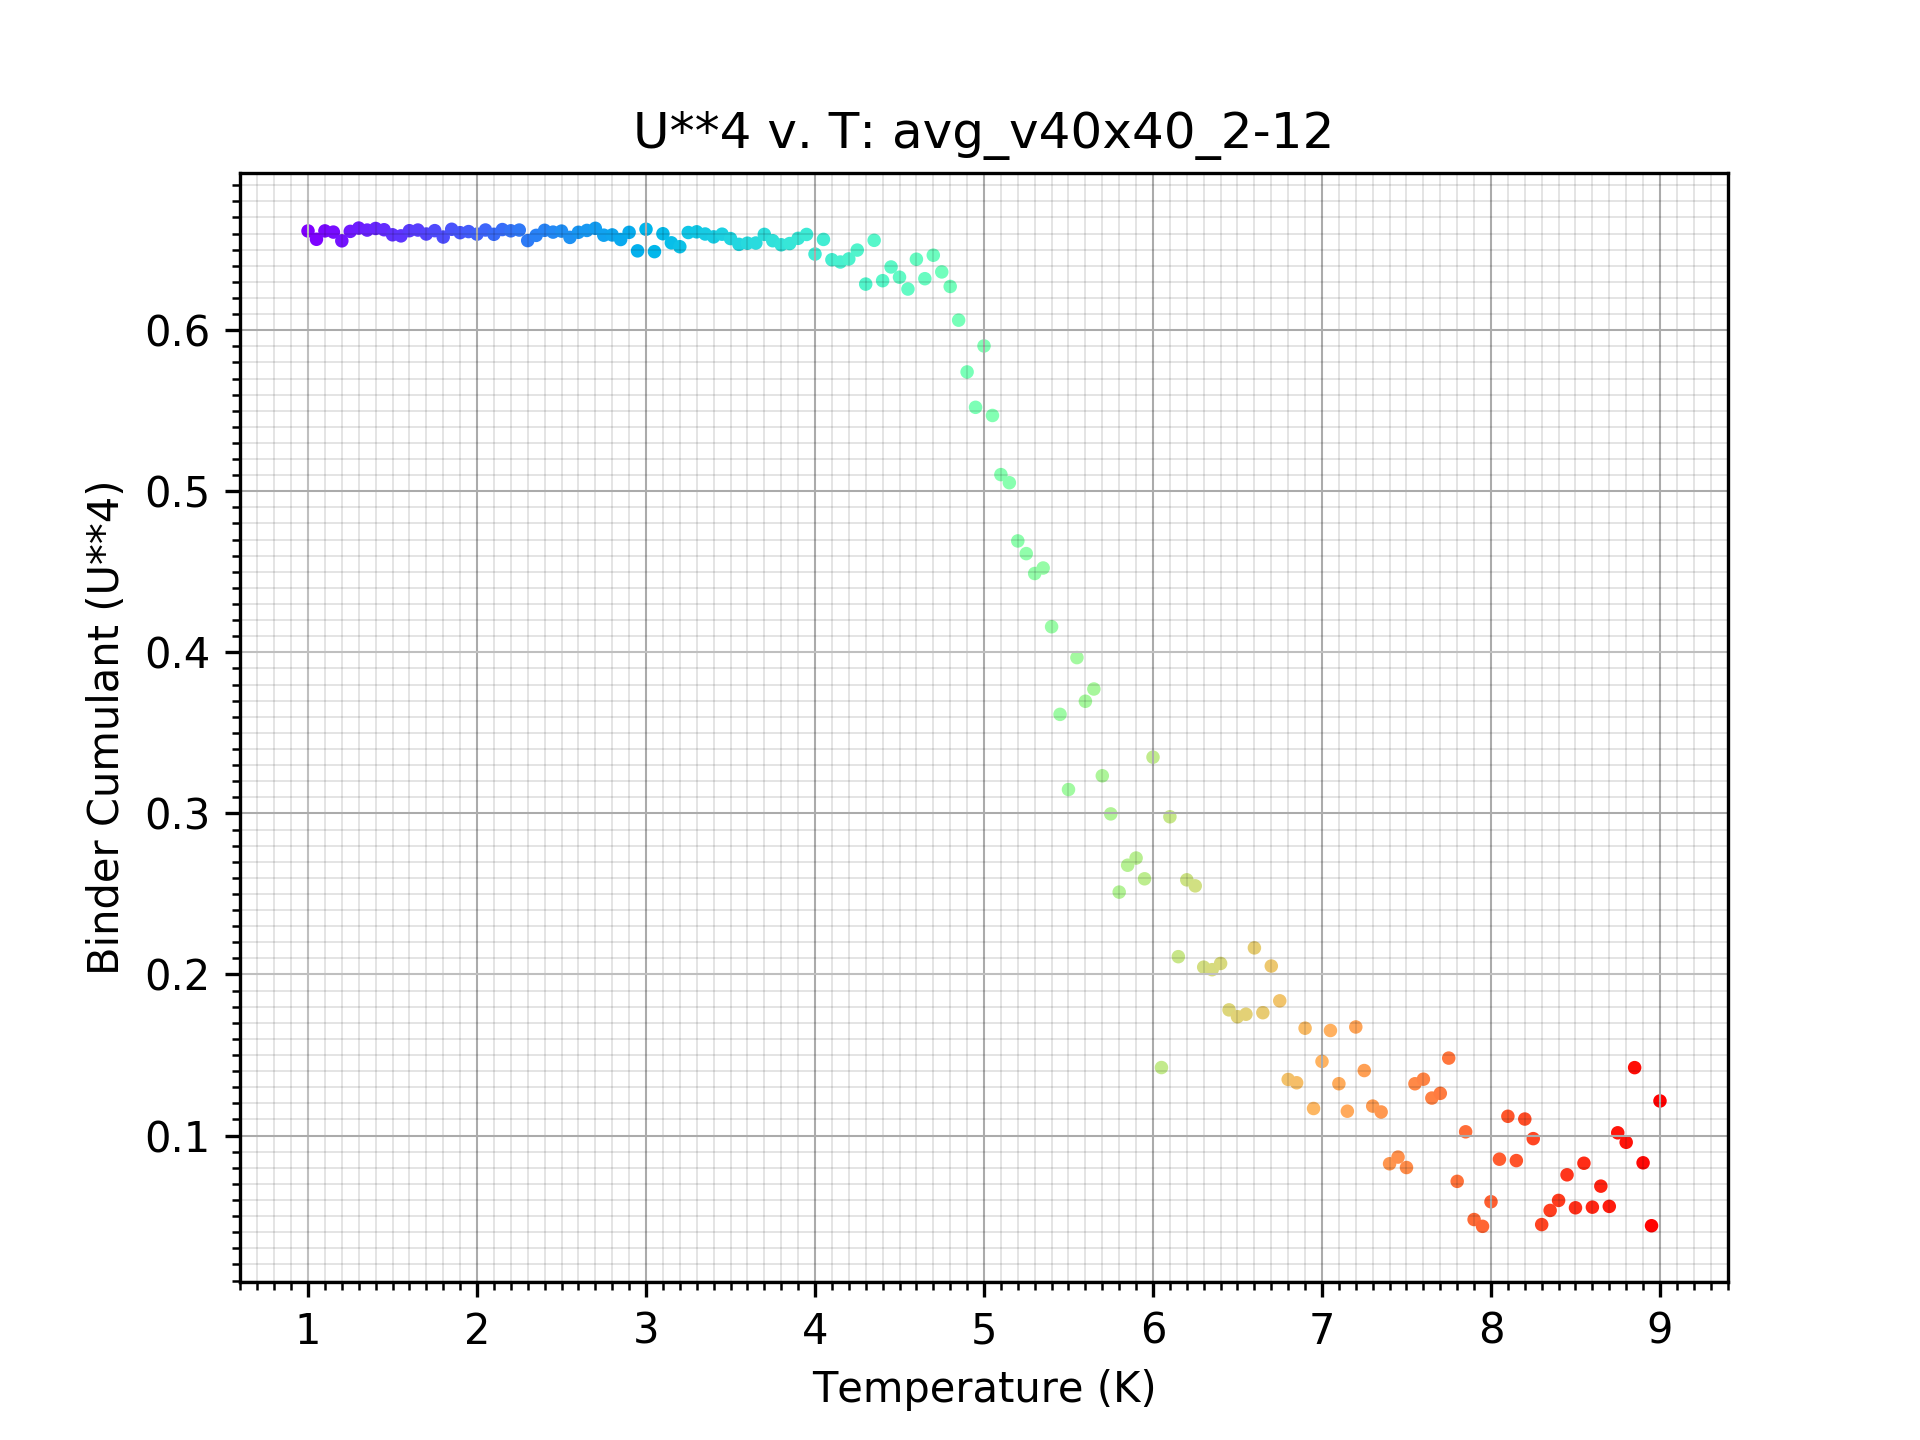 U**4 v. T: avg_v40x40_2-12
Binder Cumulant (U**4)
0.6
0.5
0.4
0.3
0.2
0.1
1 2 3 4 5 6 7 8 9
Temperature (K)